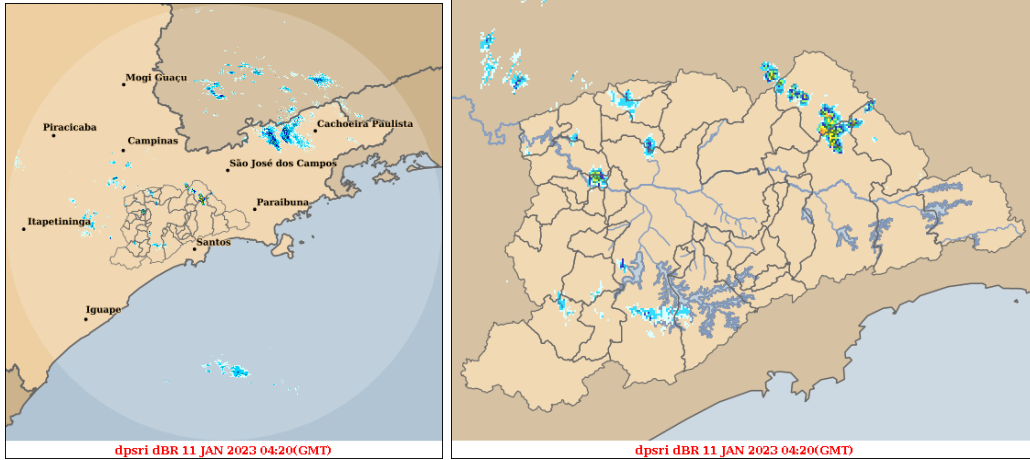 Mogi Guaçu
Piracicaba
Cachoeira Paulista
Campinas
São José dos Campos
Paraibuna
Itapetininga
Santos
Iguape
dpsri dBR 11 JAN 2023 04:20(GMT)
dpsri dBR 11 JAN 2023 04:20(GMT)